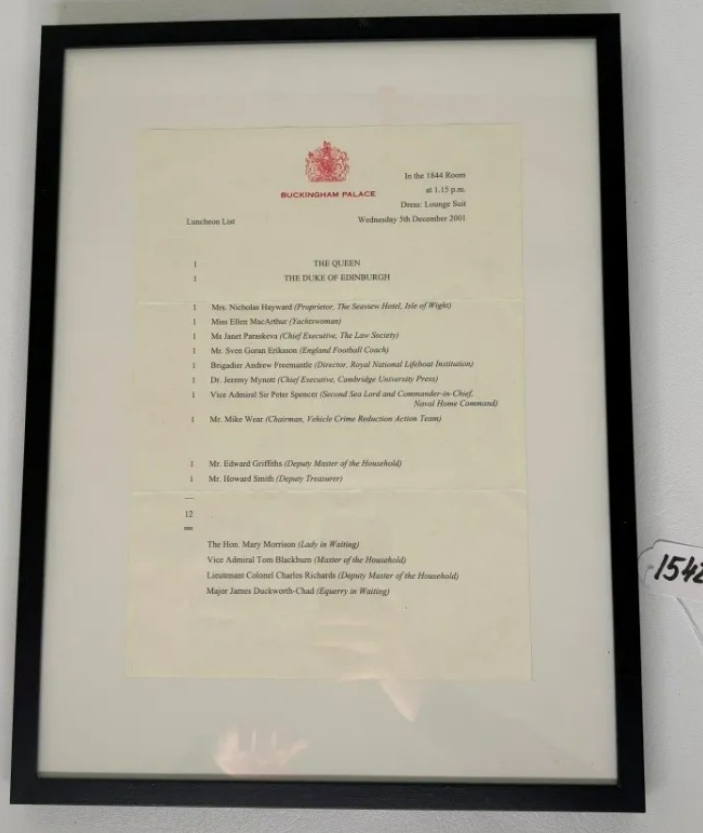 BUCKINGHAM PALACE
In the 1844 Room
at 1.15 p.m.
Dress: Lounge Suit
Luncheon List
Wednesday 5th December 2001
1 THE QUEEN
1 THE DUKE OF EDINBURGH
1 Mrs. Nicholas Hayward (Proprietor, The Seaview Hotel, Isle of Wight)
1 Miss Ellen MacArthur (Yachtswoman)
1 Ms Janet Paraskeva (Chief Executive, The Law Society)
1 Mr. Sven Goran Eriksson (England Football Coach)
1 Brigadier Andrew Freemantle (Director, Royal National Lifeboat Institution)
1 Dr. Jeremy Mynott (Chief Executive, Cambridge University Press)
1 Vice Admiral Sir Peter Spencer (Second Sea Lord and Commander-in-Chief,
Naval Home Command)
1 Mr. Mike Wear (Chairman, Vehicle Crime Reduction Action Team)
1 Mr. Edward Griffiths (Deputy Master of the Household)
1 Mr. Howard Smith (Deputy Treasurer)
12
The Hon. Mary Morrison (Lady in Waiting)
Vice Admiral Tom Blackburn (Master of the Household)
Lieutenant Colonel Charles Richards (Deputy Master of the Household)
Major James Duckworth-Chad (Equerry in Waiting)
1542